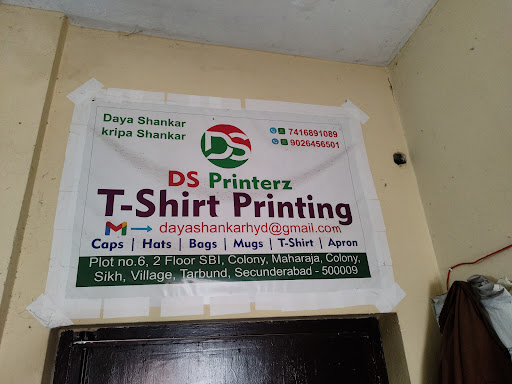 Daya Shankar
kripa Shankar
7416891089
9026456501
DS
DS Printerz
T-Shirt Printing
dayashankarhyd@gmail.com
Caps | Hats | Bags | Mugs | T-Shirt | Apron
Plot no.6, 2 Floor SBI, Colony, Maharaja, Colony,
Sikh, Village, Tarbund, Secunderabad - 500009